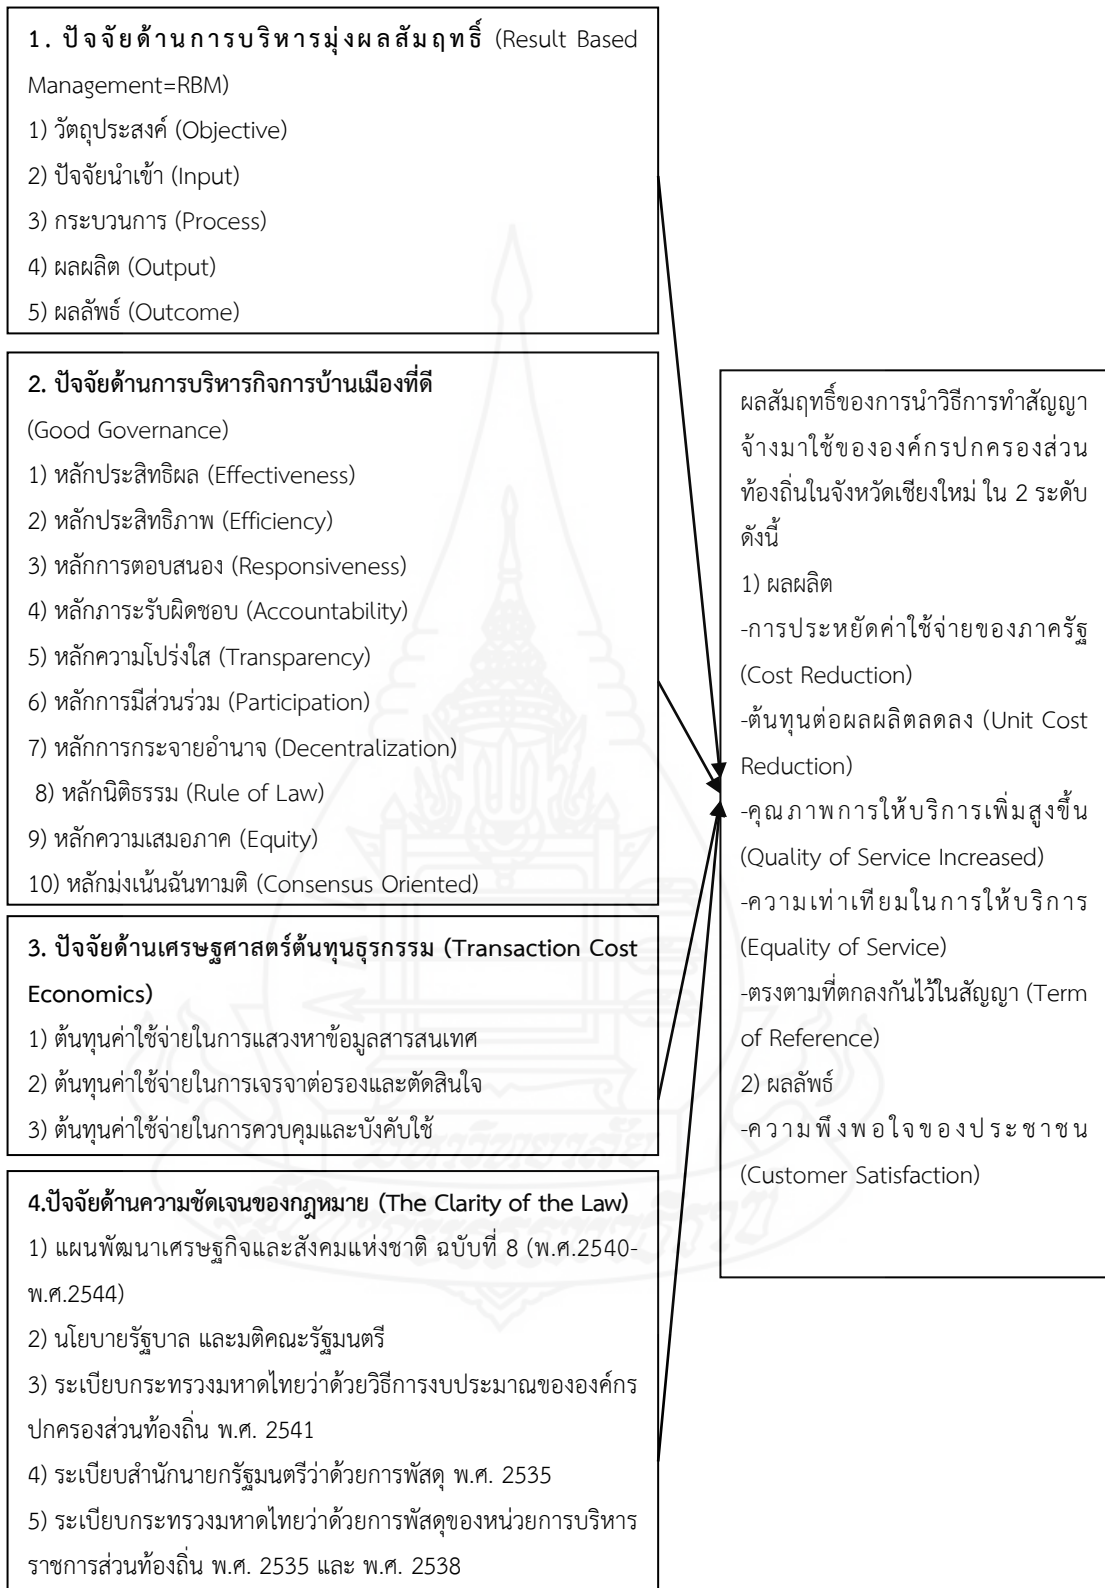 1. ปัจจัยด้านการบริหารมุ่งผลสัมฤทธิ์ (Result Based
Management=RBM)
1) วัตถุประสงค์ (Objective)
2) ปัจจัยนำเข้า (Input)
3) กระบวนการ (Process)
4) ผลผลิต (Output)
5) ผลลัพธ์ (Outcome)
2. ปัจจัยด้านการบริหารกิจการบ้านเมืองที่ดี
(Good Governance)
1) หลักประสิทธิผล (Effectiveness)
2) หลักประสิทธิภาพ (Efficiency)
3) หลักการตอบสนอง (Responsiveness)
4) หลักภาระรับผิดชอบ (Accountability)
5) หลักความโปร่งใส (Transparency)
6) หลักการมีส่วนร่วม (Participation)
7) หลักการกระจายอำนาจ (Decentralization)
8) หลักนิติธรรม (Rule of Law)
9) หลักความเสมอภาค (Equity)
10) หลักมุ่งเน้นฉันทามติ (Consensus Oriented)
3. ปัจจัยด้านเศรษฐศาสตร์ต้นทุนธุรกรรม (Transaction Cost
Economics)
1) ต้นทุนค่าใช้จ่ายในการแสวงหาข้อมูลสารสนเทศ
2) ต้นทุนค่าใช้จ่ายในการเจรจาต่อรองและตัดสินใจ
3) ต้นทุนค่าใช้จ่ายในการควบคุมและบังคับใช้
4.ปัจจัยด้านความชัดเจนของกฎหมาย (The Clarity of the Law)
1) แผนพัฒนาเศรษฐกิจและสังคมแห่งชาติ ฉบับที่ 8 (พ.ศ.2540-
พ.ศ.2544)
2) นโยบายรัฐบาล และมติคณะรัฐมนตรี
3) ระเบียบกระทรวงมหาดไทยว่าด้วยวิธีการงบประมาณขององค์กร
ปกครองส่วนท้องถิ่น พ.ศ. 2541
4) ระเบียบสำนักนายกรัฐมนตรีว่าด้วยการพัสดุ พ.ศ. 2535
5) ระเบียบกระทรวงมหาดไทยว่าด้วยการพัสดุของหน่วยการบริหาร
ราชการส่วนท้องถิ่น พ.ศ. 2535 และ พ.ศ. 2538
ผลสัมฤทธิ์ของการนำวิธีการทำสัญญา
จ้างมาใช้ขององค์กรปกครองส่วน
ท้องถิ่นในจังหวัดเชียงใหม่ ใน 2 ระดับ
ดังนี้
1) ผลผลิต
-การประหยัดค่าใช้จ่ายของภาครัฐ
(Cost Reduction)
-ต้นทุนต่อผลผลิตลดลง (Unit Cost
Reduction)
-คุณภาพการให้บริการเพิ่มสูงขึ้น
(Quality of Service Increased)
-ความเท่าเทียมในการให้บริการ
(Equality of Service)
-ตรงตามที่ตกลงกันไว้ในสัญญา (Term
of Reference)
2) ผลลัพธ์
-ความพึงพอใจของประชาชน
(Customer Satisfaction)